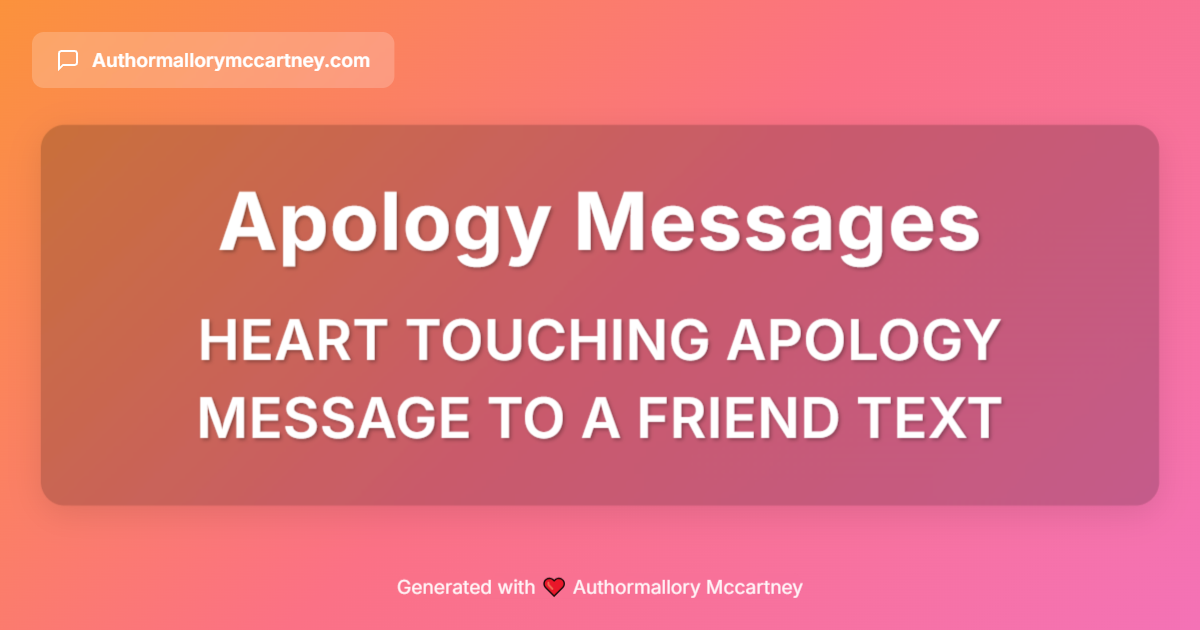 Authormallorymccartney.com
Apology Messages
HEART TOUCHING APOLOGY
MESSAGE TO A FRIEND TEXT
Generated with ❤️ Authormallory Mccartney